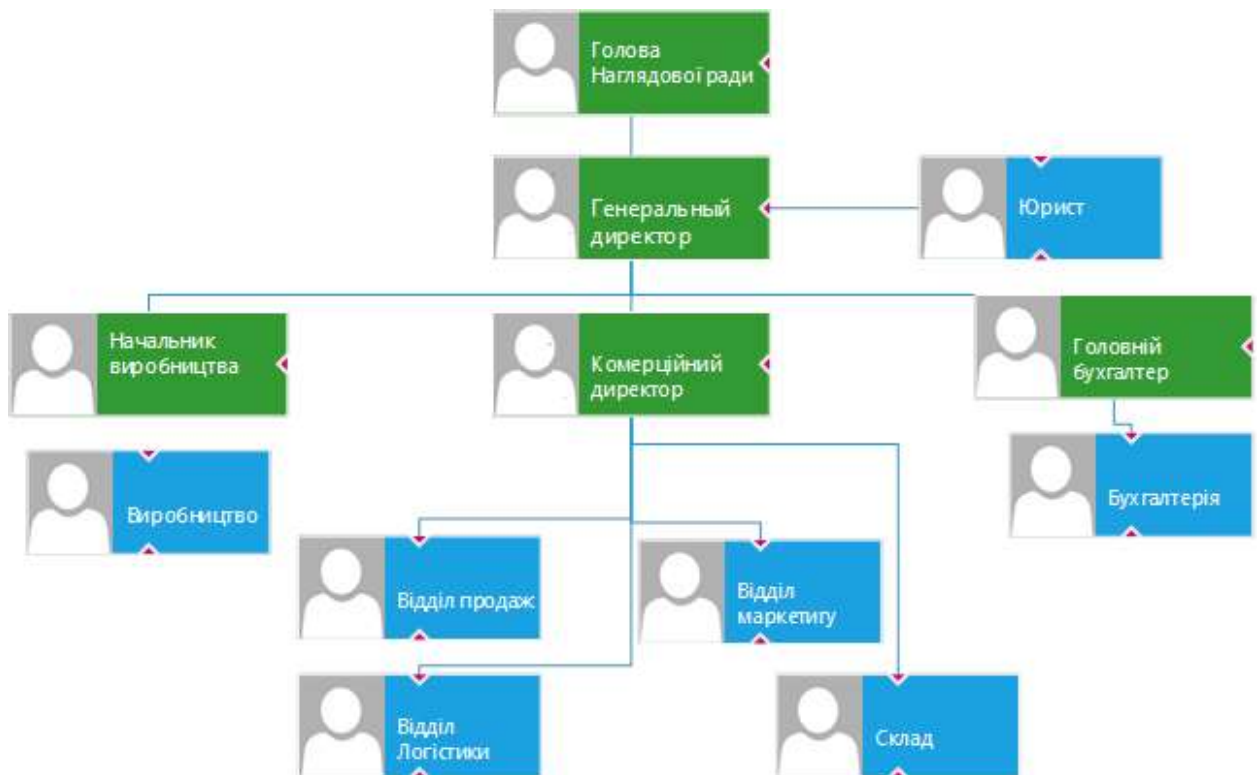 Голова
Наглядової ради
Генеральный
директор
Юрист
Начальник
виробництва
Комерційний
директор
Головній
бухгалтер
Виробництво
Бухгалтерія
Відділ продаж
Відділ
маркетигу
Відділ
Логістики
Склад